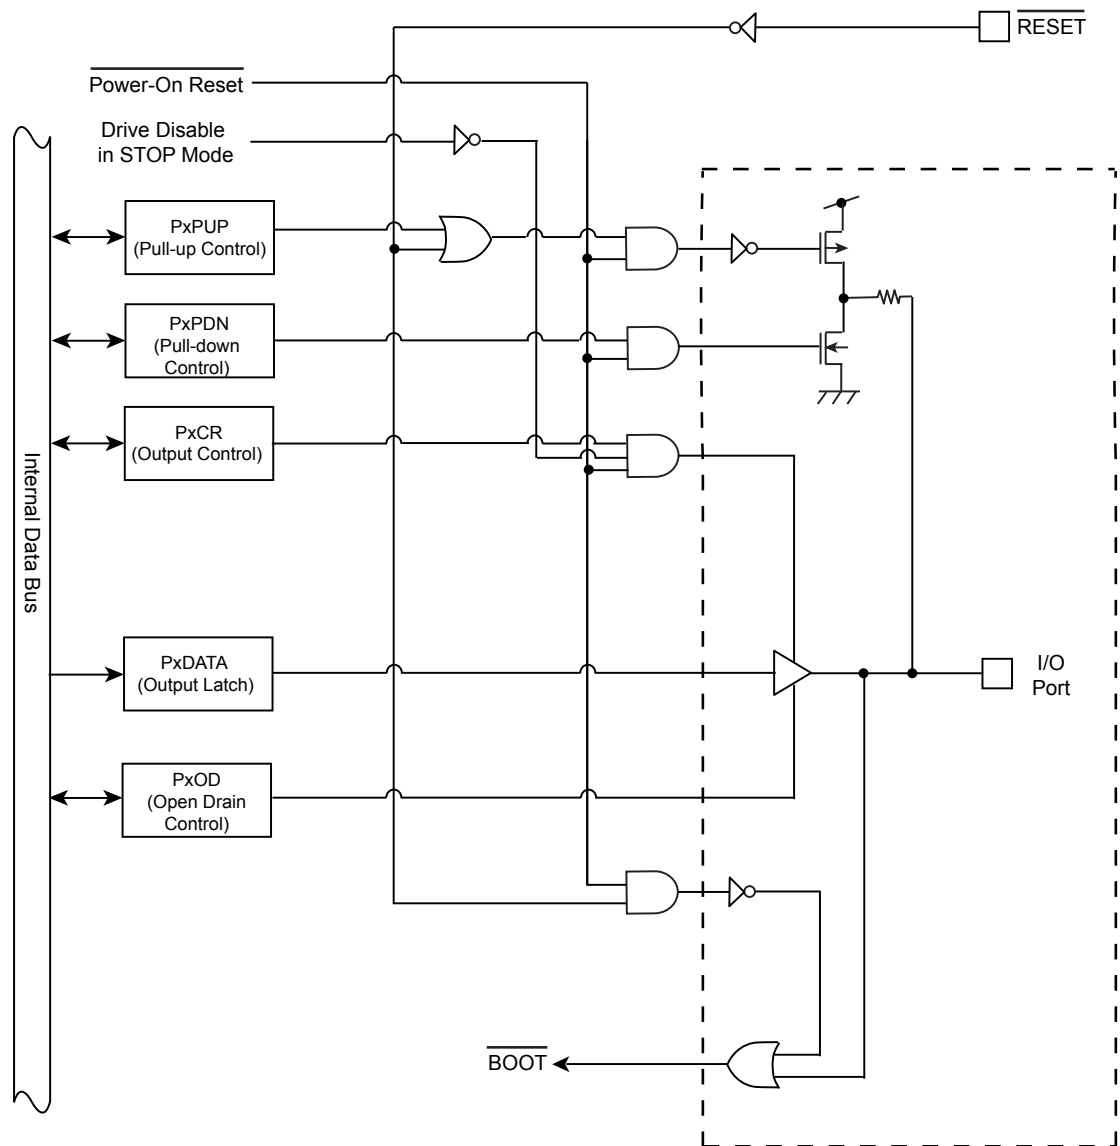 RESET
Power-On Reset
Drive Disable
in STOP Mode
PxPUP
(Pull-up Control)
PxPDN
(Pull-down
Control)
PxCR
(Output Control)
Internal Data Bus
PxDATA
(Output Latch)
I/O
Port
PxOD
(Open Drain
Control)
BOOT